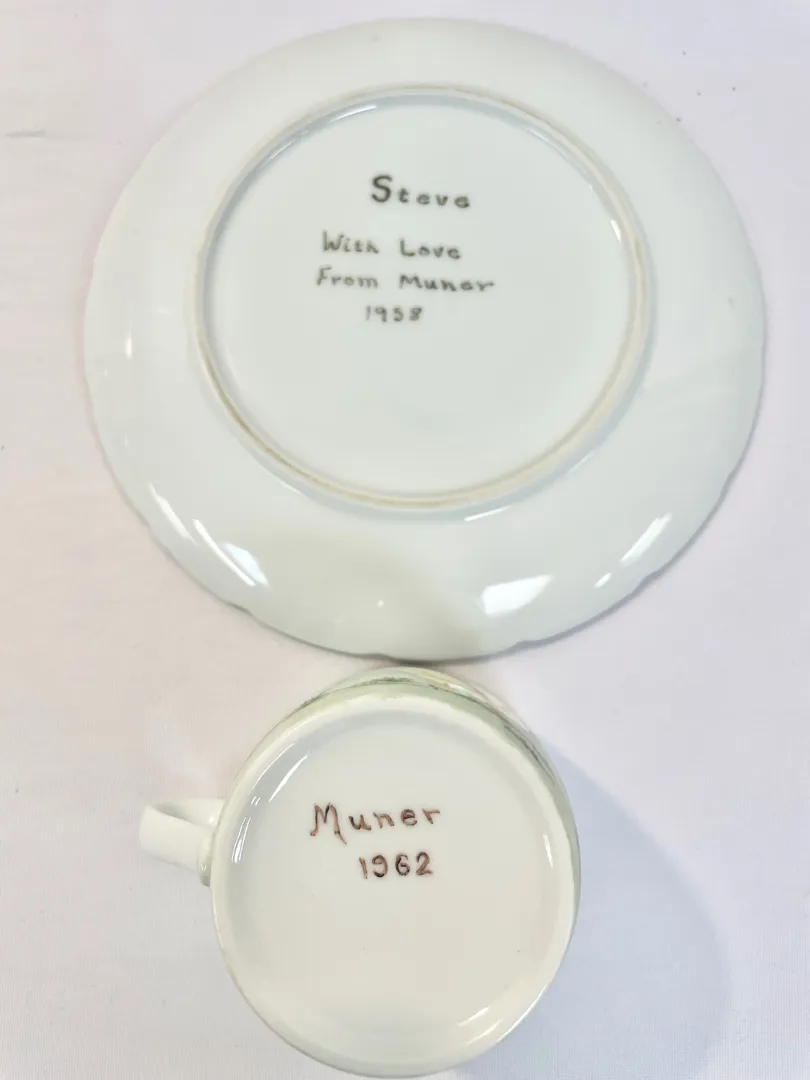 Steve
With Love
From Muner
1958
Muner
1962